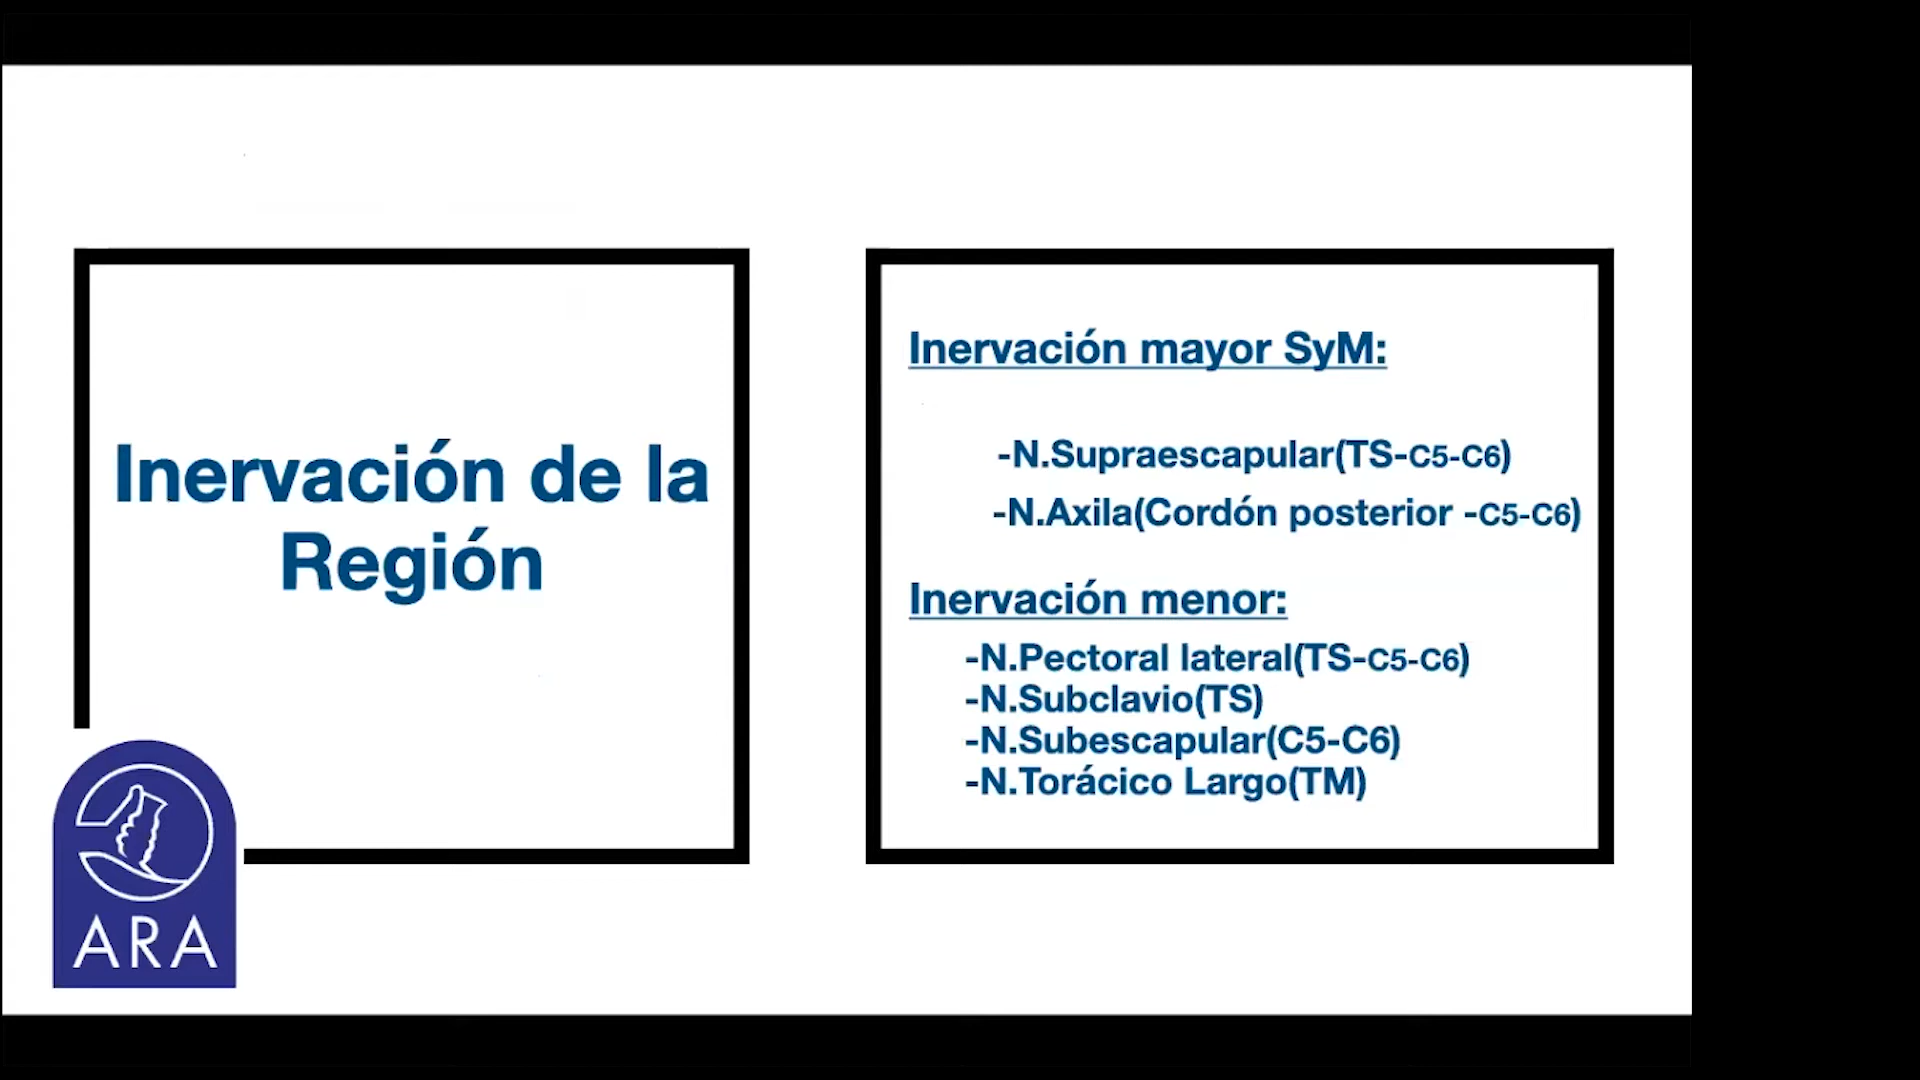 Inervación de la
Región
Inervación mayor SyM:
-N.Supraescapular(TS-C5-C6)
-N.Axila(Cordón posterior -C5-C6)
Inervación menor:
-N.Pectoral lateral(TS-C5-C6)
-N.Subclavio(TS)
-N.Subescapular(C5-C6)
-N.Torácico Largo(TM)
ARA